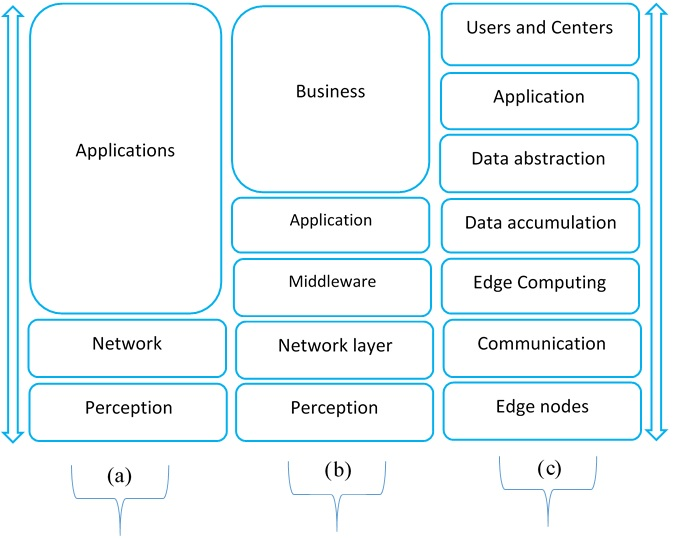 Applications
Network
Perception
(a)
Business
Application
Middleware
Network layer
Perception
(b)
Users and Centers
Application
Data abstraction
Data accumulation
Edge Computing
Communication
Edge nodes
(c)